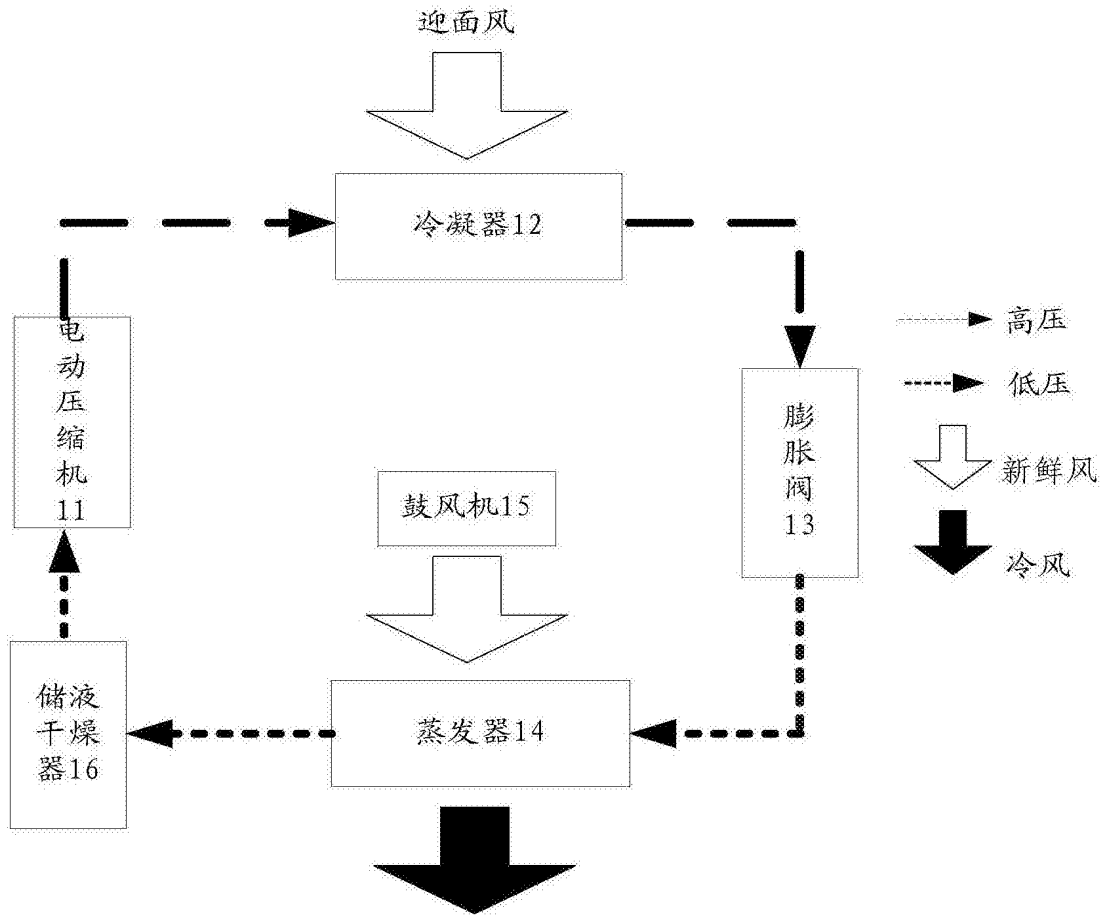 迎面风
冷凝器12
电
动
压
缩
机
11
高压
低压
膨
胀
阀
13
新鲜风
鼓风机15
冷风
储液
干燥
器16
蒸发器14